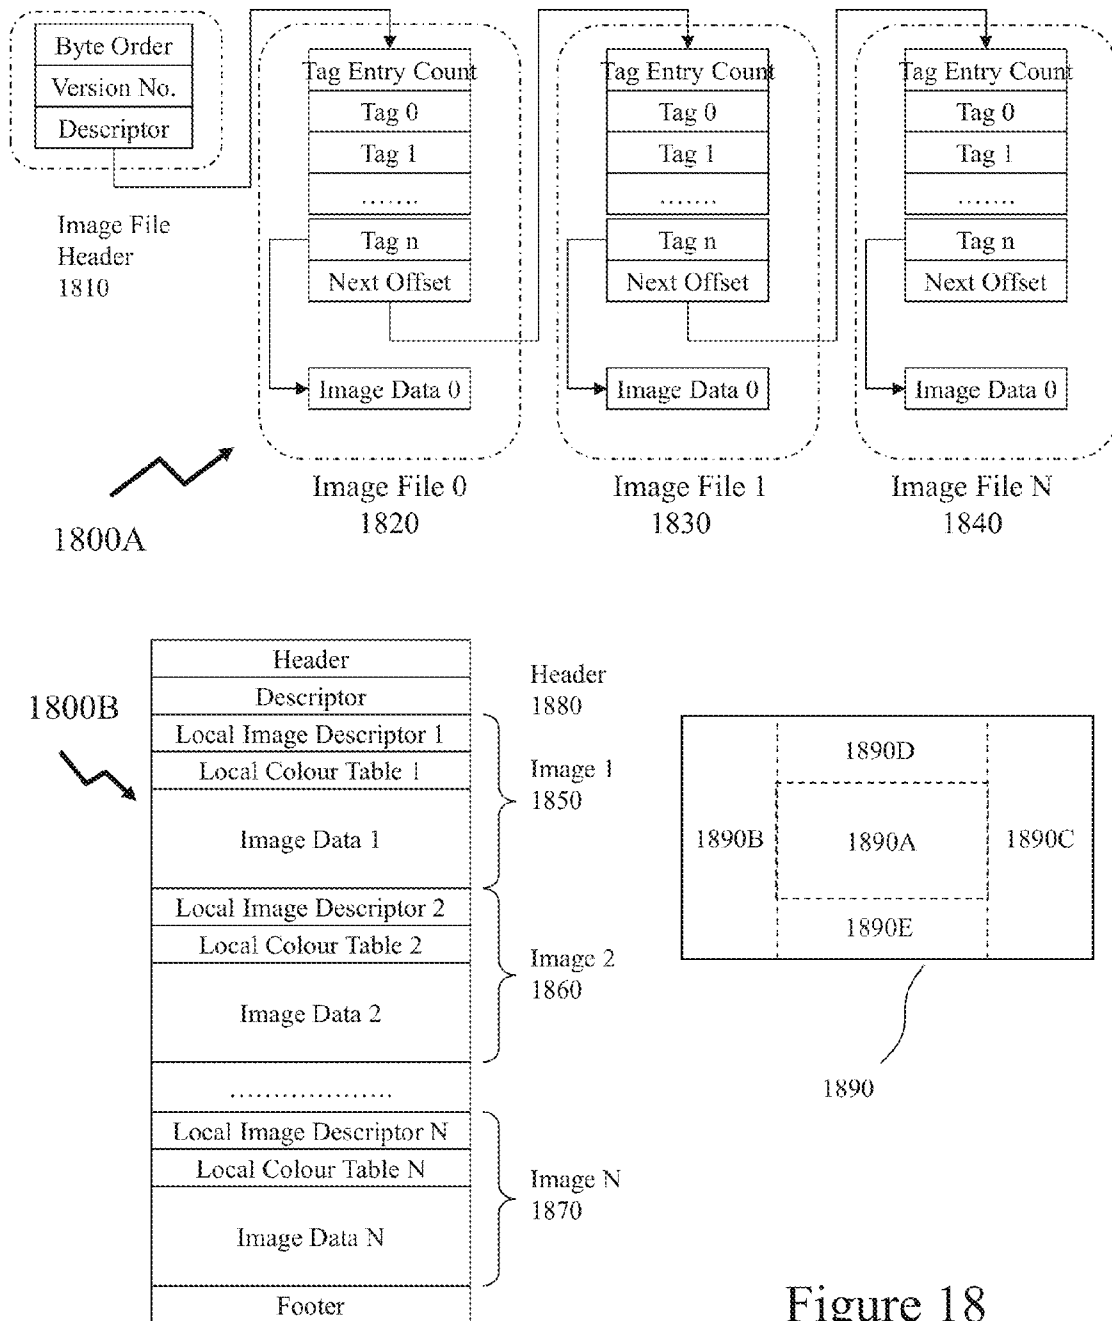 Byte Order
Version No.
Descriptor
Image File
Header
1810
Tag Entry Count
Tag 0
Tag 1
.......
Tag n
Next Offset
Image Data 0
Image File 0
1820
Tag Entry Count
Tag 0
Tag 1
.......
Tag n
Next Offset
Image Data 0
Image File 1
1830
Tag Entry Count
Tag 0
Tag 1
.......
Tag n
Next Offset
Image Data 0
Image File N
1840
1800A
1800B
Header
Descriptor
Local Image Descriptor 1
Local Colour Table 1
Image Data 1
Local Image Descriptor 2
Local Colour Table 2
Image Data 2
...................
Local Image Descriptor N
Local Colour Table N
Image Data N
Footer
Header
1880
Image 1
1850
Image 2
1860
Image N
1870
1890D
1890B
1890A
1890C
1890E
1890
Figure 18